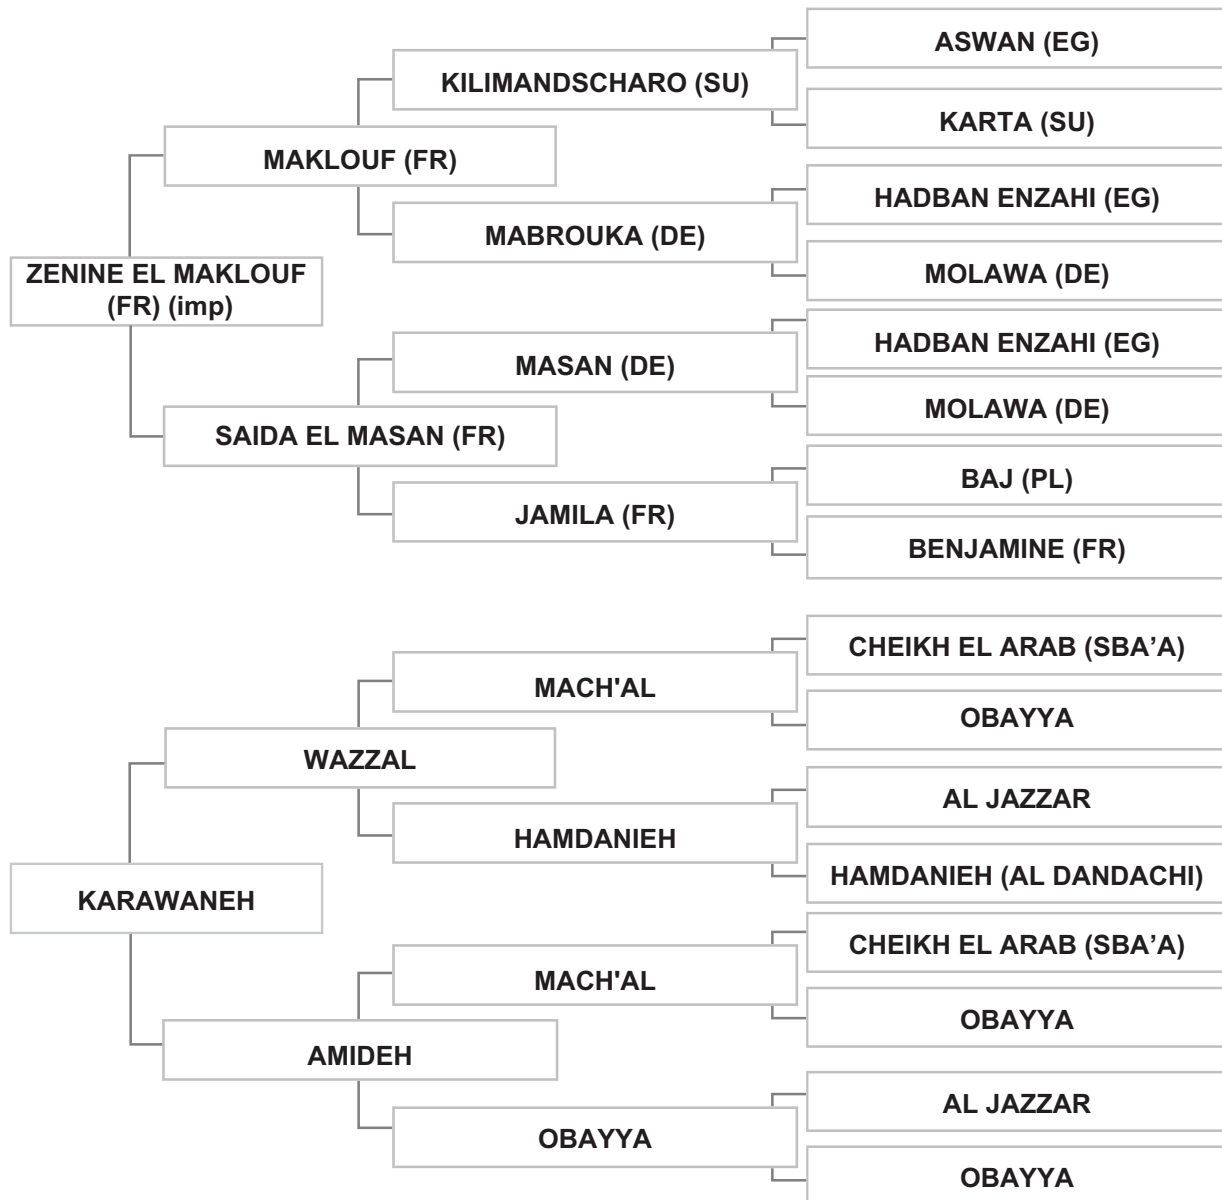 ASWAN (EG)
KILIMANDSCHARO (SU)
KARTA (SU)
MAKLOUF (FR)
HADBAN ENZAHI (EG)
MABROUKA (DE)
MOLAWA (DE)
ZENINE EL MAKLOUF
(FR) (imp)
HADBAN ENZAHI (EG)
MASAN (DE)
MOLAWA (DE)
SAIDA EL MASAN (FR)
BAJ (PL)
JAMILA (FR)
BENJAMINE (FR)
CHEIKH EL ARAB (SBA’A)
MACH'AL
OBAYYA
WAZZAL
AL JAZZAR
HAMDANIEH
HAMDANIEH (AL DANDACHI)
KARAWANEH
CHEIKH EL ARAB (SBA’A)
MACH'AL
OBAYYA
AMIDEH
AL JAZZAR
OBAYYA
OBAYYA